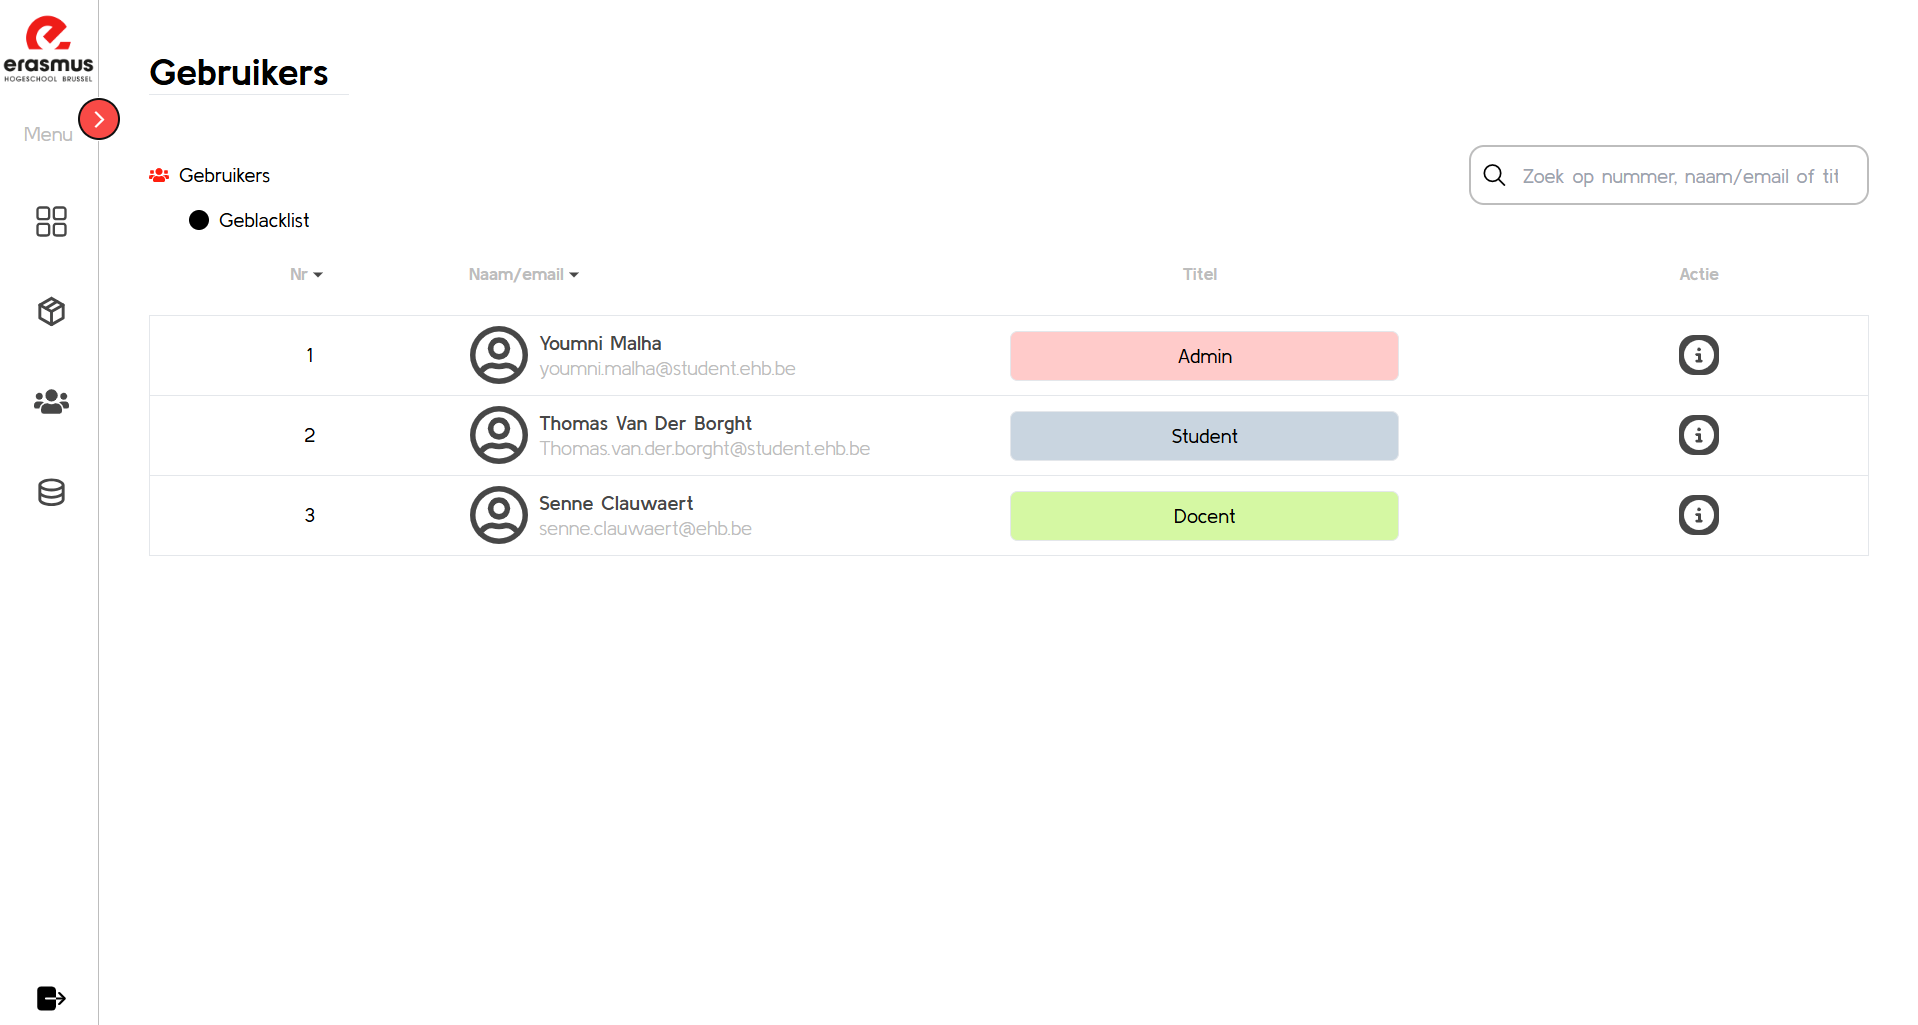 erasmus
HOGESCHOOL BRUSSEL
Menu
Gebruikers
Gebruikers
Geblacklist
Zoek op nummer, naam/email of tit
Nr Naam/email Titel Actie
1 Youmni Malha Admin
youmni.malha@student.ehb.be
2 Thomas Van Der Borght Student
Thomas.van.der.borght@student.ehb.be
3 Senne Clauwaert Docent
senne.clauwaert@ehb.be